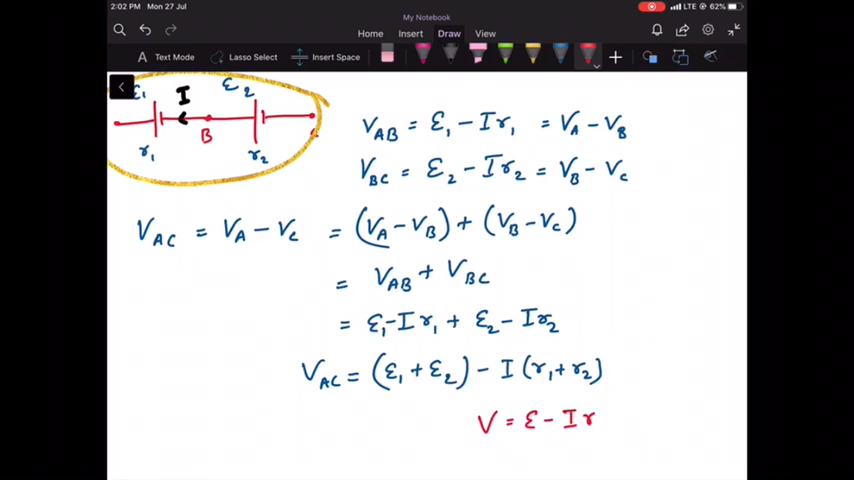 2:02 PM Mon 27 Jul
LTE 62%
My Notebook
Home Insert Draw View
Text Mode Lasso Select Insert Space
ε₁ I ε₂
B
r₁ r₂
V_AB = ε₁ − Ir₁ = V_A − V_B
V_BC = ε₂ − Ir₂ = V_B − V_C
V_AC = V_A − V_C = (V_A − V_B) + (V_B − V_C)
= V_AB + V_BC
= ε₁ − Ir₁ + ε₂ − Ir₂
V_AC = (ε₁ + ε₂) − I(r₁ + r₂)
V = ε − Ir